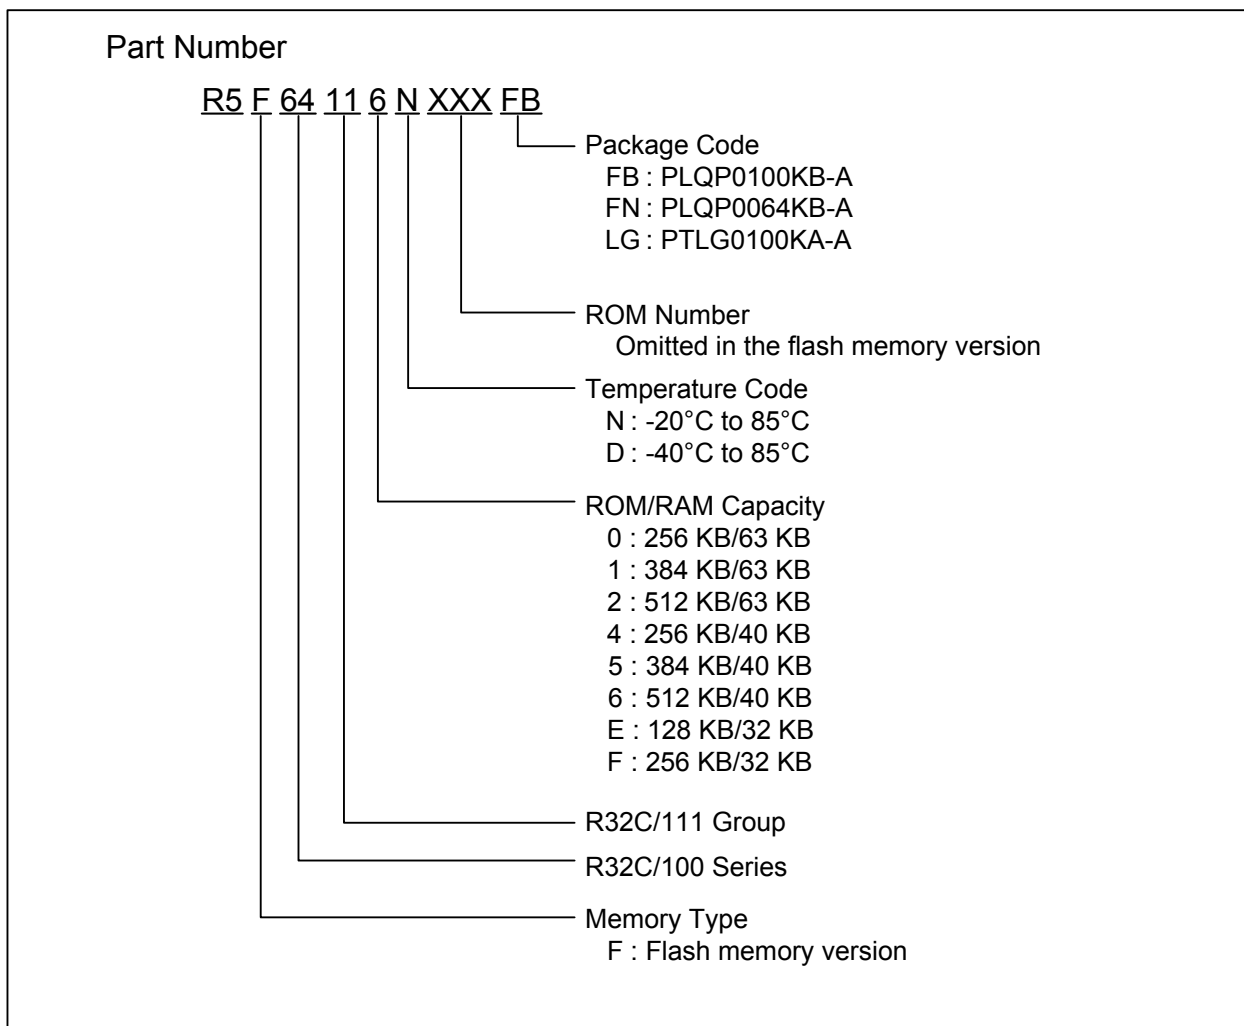 Part Number
R5 F 64 11 6 N XXX FB
Package Code
FB : PLQP0100KB-A
FN : PLQP0064KB-A
LG : PTLG0100KA-A
ROM Number
Omitted in the flash memory version
Temperature Code
N : -20°C to 85°C
D : -40°C to 85°C
ROM/RAM Capacity
0 : 256 KB/63 KB
1 : 384 KB/63 KB
2 : 512 KB/63 KB
4 : 256 KB/40 KB
5 : 384 KB/40 KB
6 : 512 KB/40 KB
E : 128 KB/32 KB
F : 256 KB/32 KB
R32C/111 Group
R32C/100 Series
Memory Type
F : Flash memory version